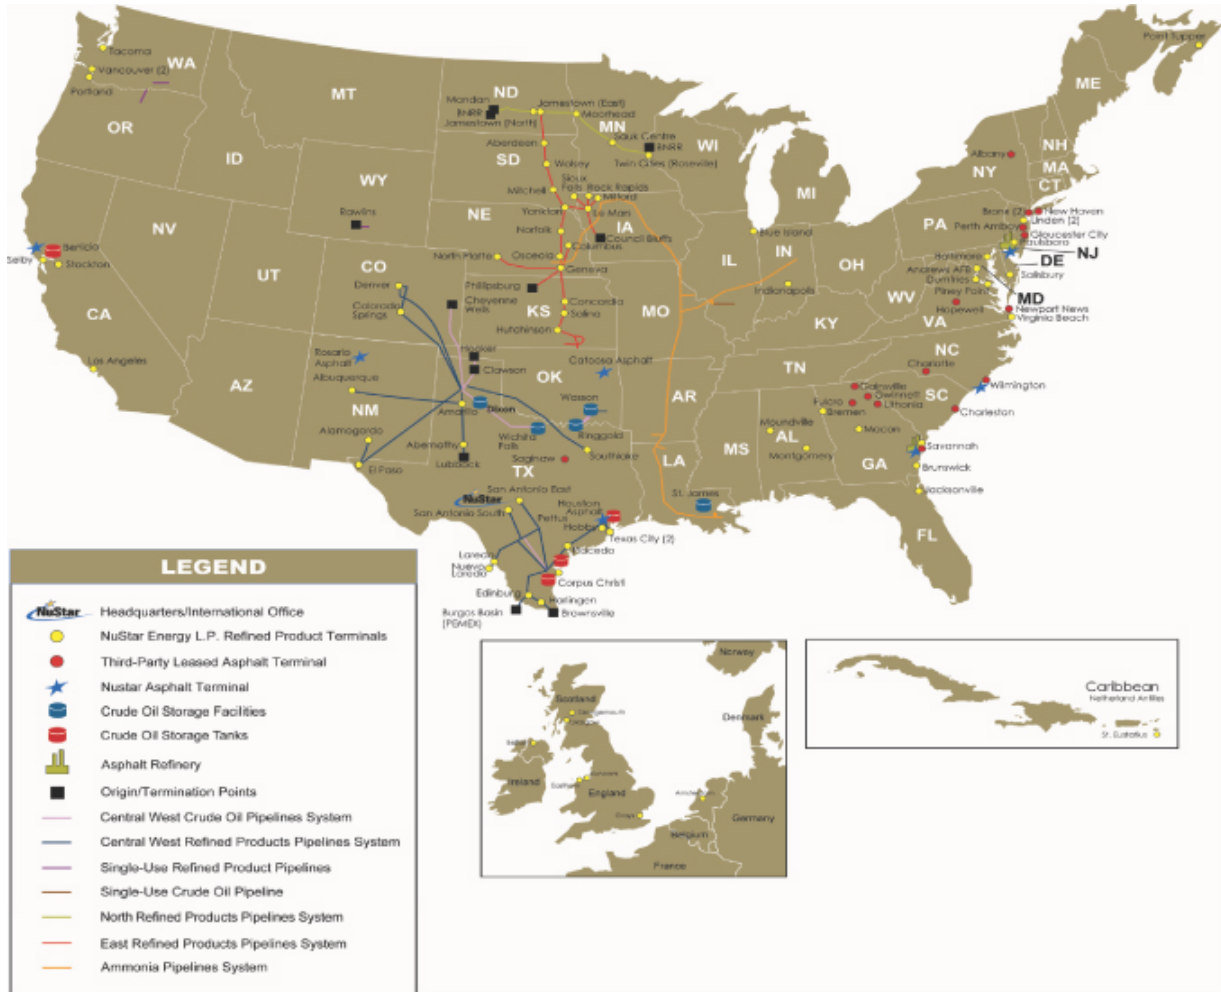 Point Tupper
Tacoma
WA
ME
Vancouver (2)
MT
ND
Portland
Mandan
BNRR
Jamestown (East)
Jamestown (North)
Moorhead
MN
OR
Sauk Centre
BNRR
Twin Cities (Roseville)
WI
NH
Albany
MA
NY
CT
ID
Aberdeen
SD
Wolsey
MI
WY
Sioux
Falls
Rock Rapids
Milford
Mitchell
Yankton
Le Mars
Rawlins
NE
IA
PA
New Haven
Linden (2)
Perth Amboy
Gloucester City
Paulsboro
NJ
NV
Norfolk
Council Bluffs
Columbus
Blue Island
Benicia
Selby
Stockton
North Platte
Osceola
Geneva
IL
IN
OH
Baltimore
DE
Andrews AFB
Salisbury
UT
CO
Denver
Phillipsburg
Indianapolis
Dumfries
Piney Point
MD
WV
Colorado
Springs
Cheyenne
Wells
KS
Concordia
Salina
MO
Hopewell
Newport News
VA
Virginia Beach
CA
KY
Hutchinson
Hooker
Clawson
Catoosa Asphalt
Rosario
Asphalt
OK
TN
NC
Charlotte
Los Angeles
AZ
Albuquerque
NM
Amarillo
Dixon
Wasson
AR
Gainsville
Gwinnett
Lithonia
SC
Wilmington
Charleston
Bremen
Alamogordo
Abernathy
Lubbock
Wichita
Falls
Ringgold
Southlake
MS
Moundville
AL
Macon
Montgomery
GA
Savannah
El Paso
TX
Saginaw
LA
Brunswick
San Antonio East
NuStar
San Antonio South
Pettus
Houston
Asphalt
Hobby
St. James
Jacksonville
Texas City (2)
FL
Laredo
Nuevo
Laredo
Corpus Christi
Edinburg
Harlingen
Burgos Basin
(PEMEX)
Brownsville
LEGEND
NuStar
Headquarters/International Office
NuStar Energy L.P. Refined Product Terminals
Third-Party Leased Asphalt Terminal
Nustar Asphalt Terminal
Crude Oil Storage Facilities
Crude Oil Storage Tanks
Asphalt Refinery
Origin/Termination Points
Central West Crude Oil Pipelines System
Central West Refined Products Pipelines System
Single-Use Refined Product Pipelines
Single-Use Crude Oil Pipeline
North Refined Products Pipelines System
East Refined Products Pipelines System
Ammonia Pipelines System
Norway
Scotland
Denmark
Ireland
England
Germany
Belgium
France
Caribbean
Netherland Antilles
St. Eustatius